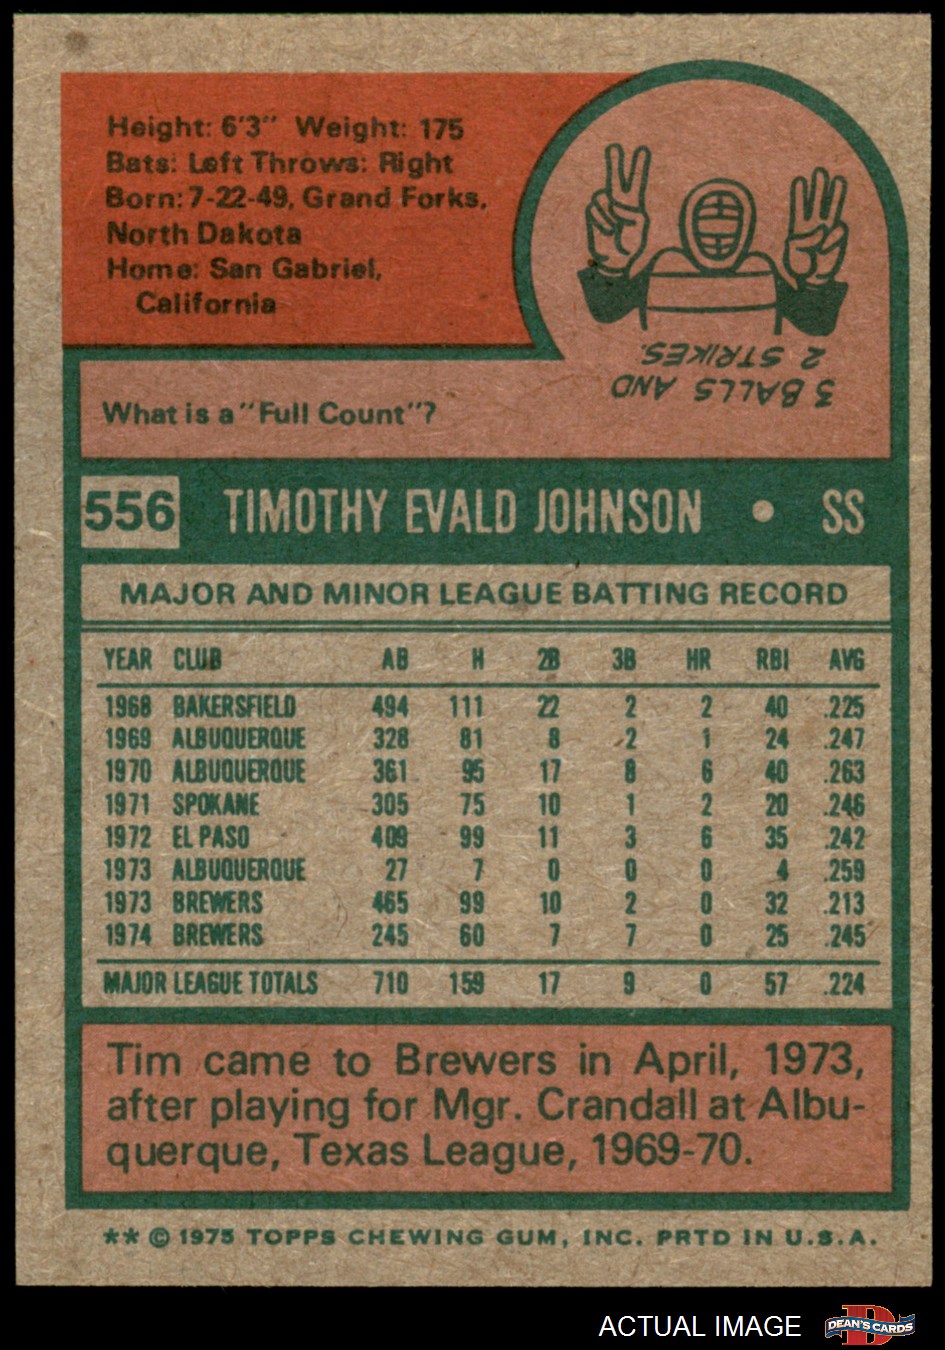 Height: 6'3" Weight: 175
Bats: Left Throws: Right
Born: 7-22-49, Grand Forks,
North Dakota
Home: San Gabriel,
California
What is a "Full Count"?
3 BALLS AND
2 STRIKES.
556 TIMOTHY EVALD JOHNSON • SS
MAJOR AND MINOR LEAGUE BATTING RECORD
YEAR CLUB AB H 2B 3B HR RBI AVG
1968 BAKERSFIELD 494 111 22 2 2 40 .225
1969 ALBUQUERQUE 328 81 8 2 1 24 .247
1970 ALBUQUERQUE 361 95 17 8 6 40 .263
1971 SPOKANE 305 75 10 1 2 20 .246
1972 EL PASO 409 99 11 3 6 35 .242
1973 ALBUQUERQUE 27 7 0 0 0 4 .259
1973 BREWERS 465 99 10 2 0 32 .213
1974 BREWERS 245 60 7 7 0 25 .245
MAJOR LEAGUE TOTALS 710 159 17 9 0 57 .224
Tim came to Brewers in April, 1973,
after playing for Mgr. Crandall at Albu-
querque, Texas League, 1969-70.
** © 1975 TOPPS CHEWING GUM, INC. PRTD IN U.S.A.
ACTUAL IMAGE DEAN'S CARDS